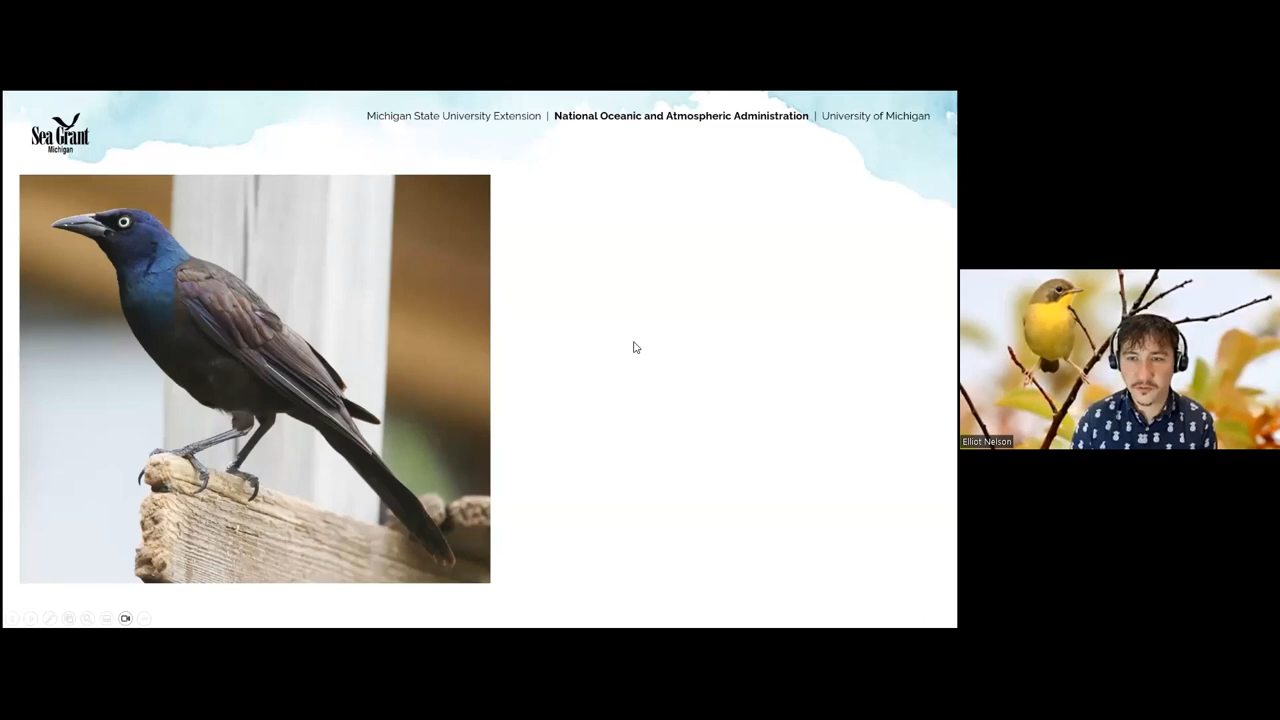 Michigan State University Extension | National Oceanic and Atmospheric Administration | University of Michigan
Sea Grant
Michigan
Elliot Nelson